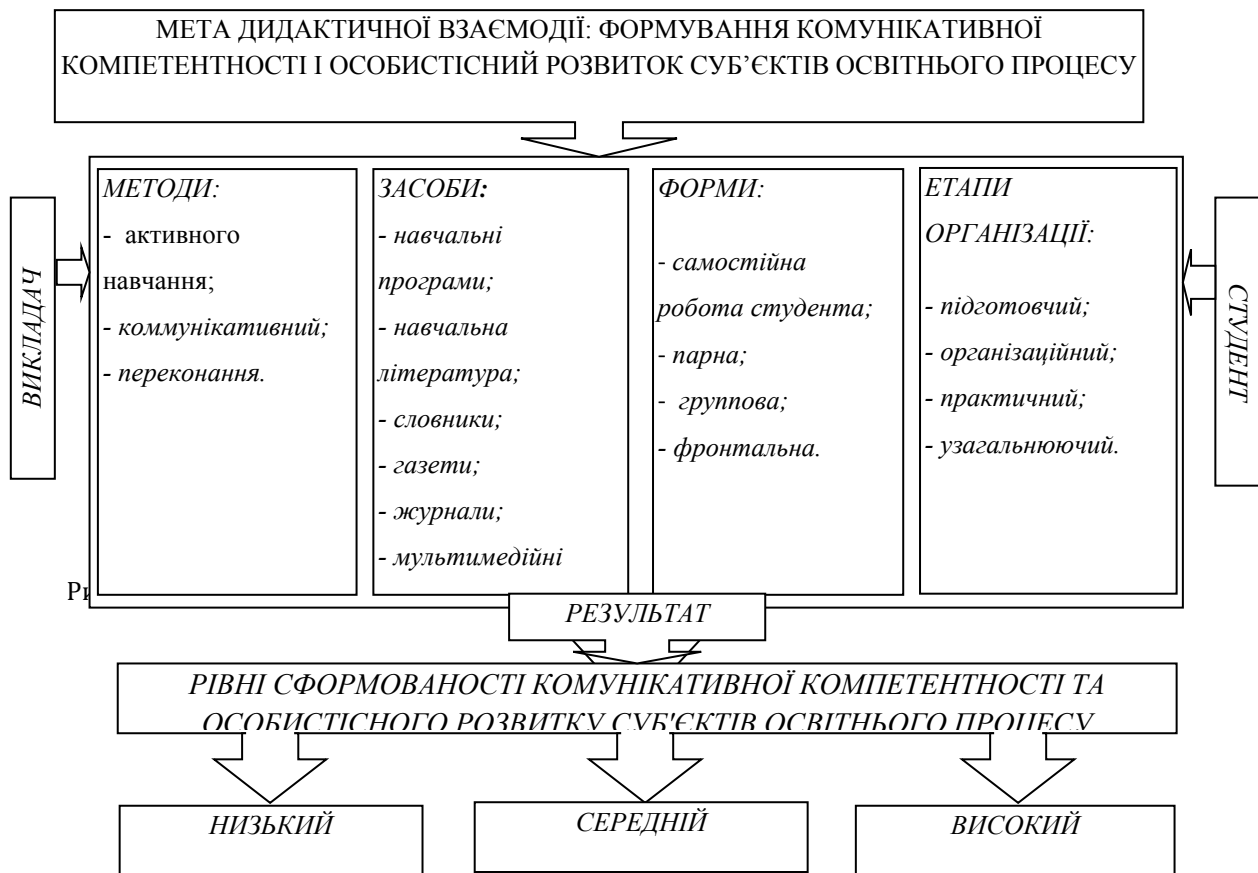 МЕТА ДИДАКТИЧНОЇ ВЗАЄМОДІЇ: ФОРМУВАННЯ КОМУНІКАТИВНОЇ
КОМПЕТЕНТНОСТІ І ОСОБИСТІСНИЙ РОЗВИТОК СУБ’ЄКТІВ ОСВІТНЬОГО ПРОЦЕСУ
ВИКЛАДАЧ
МЕТОДИ:
- активного
навчання;
- коммунікативний;
- переконання.
ЗАСОБИ:
- навчальні
програми;
- навчальна
література;
- словники;
- газети;
- журнали;
- мультимедійні
ФОРМИ:
- самостійна
робота студента;
- парна;
- группова;
- фронтальна.
ЕТАПИ
ОРГАНІЗАЦІЇ:
- підготовчий;
- організаційний;
- практичний;
- узагальнюючий.
СТУДЕНТ
РЕЗУЛЬТАТ
РІВНІ СФОРМОВАНОСТІ КОМУНІКАТИВНОЇ КОМПЕТЕНТНОСТІ ТА
ОСОБИСТІСНОГО РОЗВИТКУ СУБ'ЄКТІВ ОСВІТНЬОГО ПРОЦЕСУ
НИЗЬКИЙ
СЕРЕДНІЙ
ВИСОКИЙ